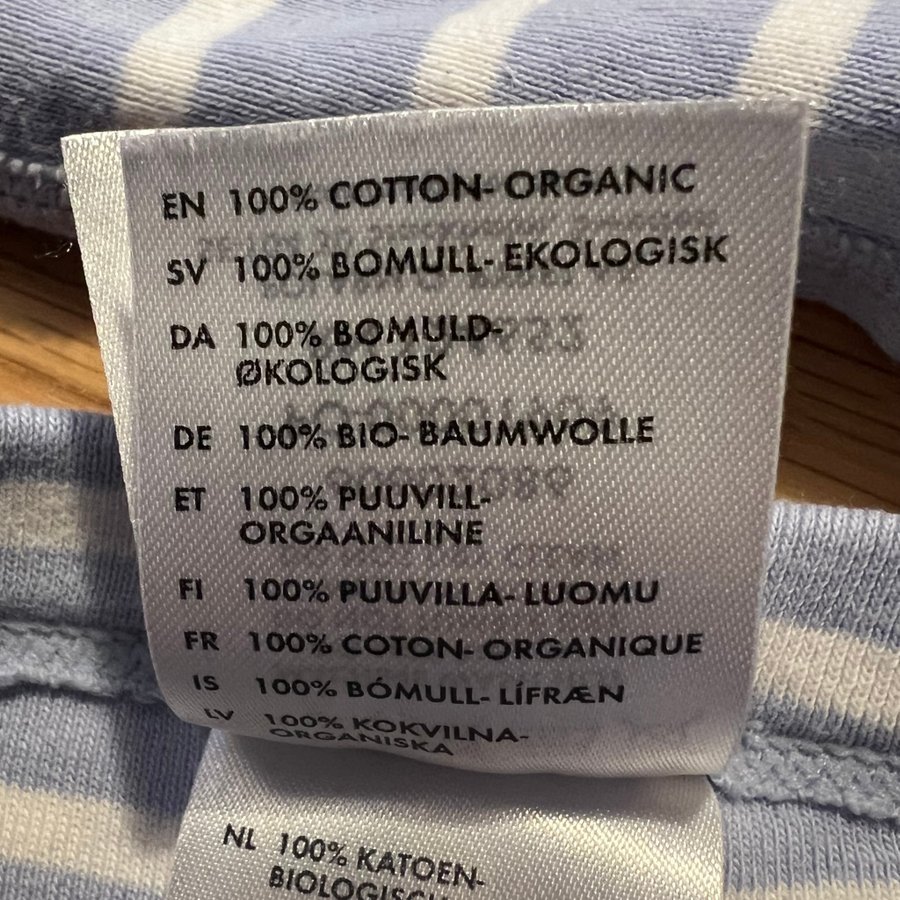 EN 100% COTTON- ORGANIC
SV 100% BOMULL- EKOLOGISK
DA 100% BOMULD-
ØKOLOGISK
DE 100% BIO- BAUMWOLLE
ET 100% PUUVILL-
ORGAANILINE
FI 100% PUUVILLA- LUOMU
FR 100% COTON- ORGANIQUE
IS 100% BÓMULL- LÍFRÆN
LV 100% KOKVILNA-
ORGANISKA
NL 100% KATOEN-